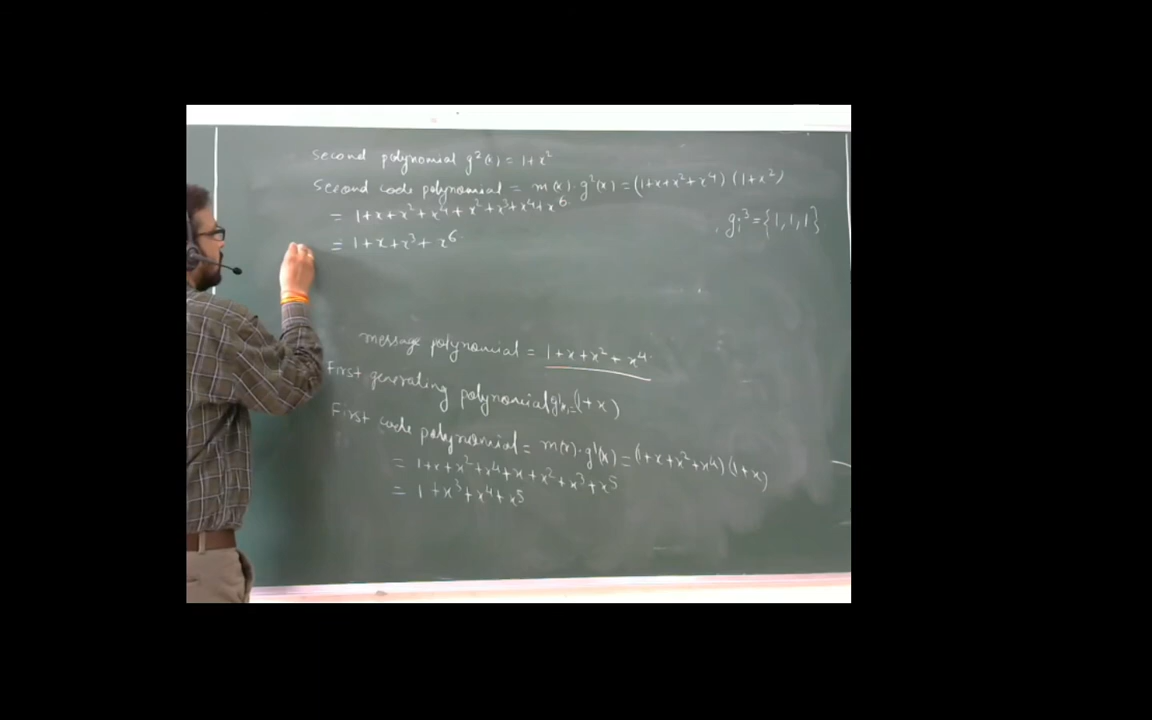 Second polynomial g²(x) = 1+x²
Second code polynomial = m(x)·g²(x) = (1+x+x²+x⁴) (1+x²)
= 1+x+x²+x⁴+x²+x³+x⁴+x⁶
, gᵢ³={1,1,1}
= 1+x+x³+x⁶
message polynomial = 1+x+x²+x⁴
First generating polynomial g¹(x)=(1+x)
First code polynomial = m(x)·g¹(x) = (1+x+x²+x⁴)(1+x)
= 1+x+x²+x⁴+x+x²+x³+x⁵
= 1+x³+x⁴+x⁵